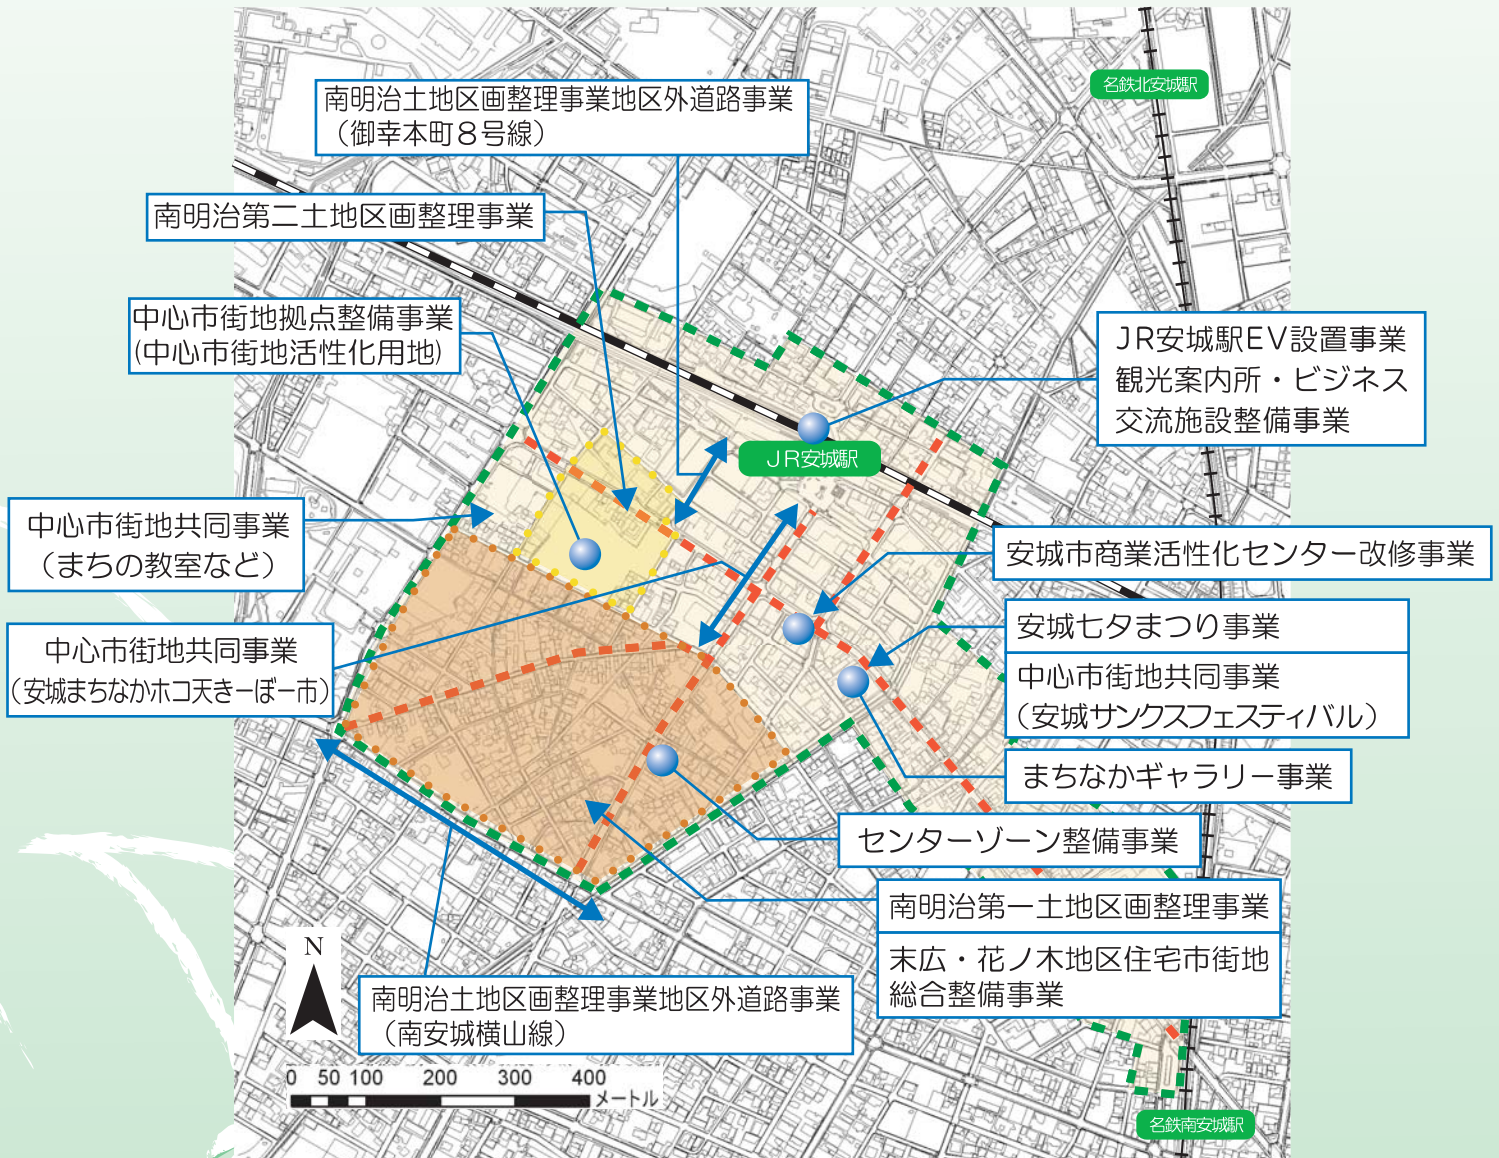 名鉄北安城駅
南明治土地区画整理事業地区外道路事業
（御幸本町８号線）
南明治第二土地区画整理事業
中心市街地拠点整備事業
(中心市街地活性化用地)
JR安城駅EV設置事業
観光案内所・ビジネス
交流施設整備事業
JR安城駅
中心市街地共同事業
（まちの教室など）
安城市商業活性化センター改修事業
中心市街地共同事業
（安城まちなかホコ天きーぼー市）
安城七夕まつり事業
中心市街地共同事業
（安城サンクスフェスティバル）
まちなかギャラリー事業
センターゾーン整備事業
南明治第一土地区画整理事業
末広・花ノ木地区住宅市街地
総合整備事業
N
南明治土地区画整理事業地区外道路事業
（南安城横山線）
0 50 100 200 300 400
メートル
名鉄南安城駅